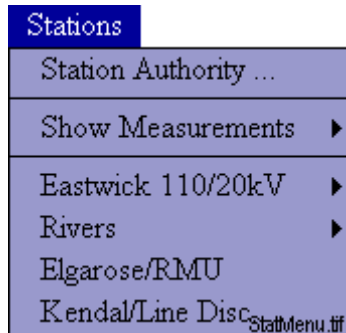 Stations
Station Authority ...
Show Measurements
Eastwick 110/20kV
Rivers
Elgarose/RMU
Kendal/Line Disc
StatMenu.tif